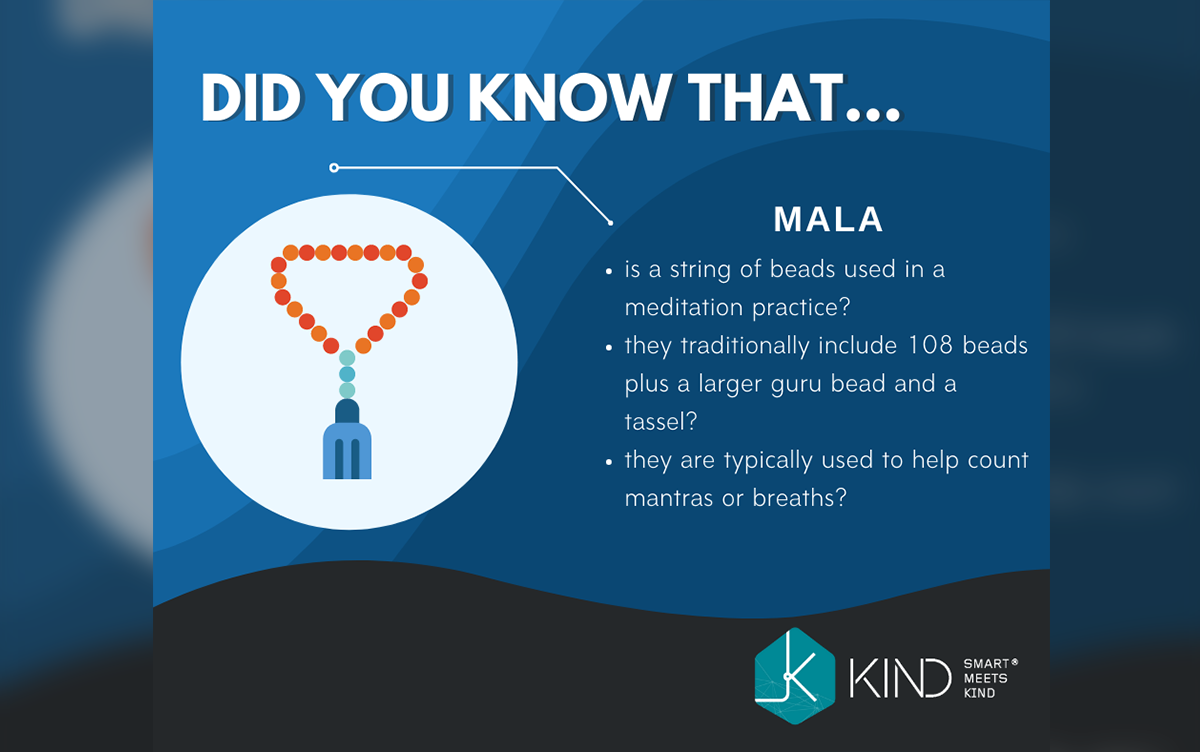 DID YOU KNOW THAT...
MALA
• is a string of beads used in a
meditation practice?
• they traditionally include 108 beads
plus a larger guru bead and a
tassel?
• they are typically used to help count
mantras or breaths?
KIND
SMART®
MEETS
KIND